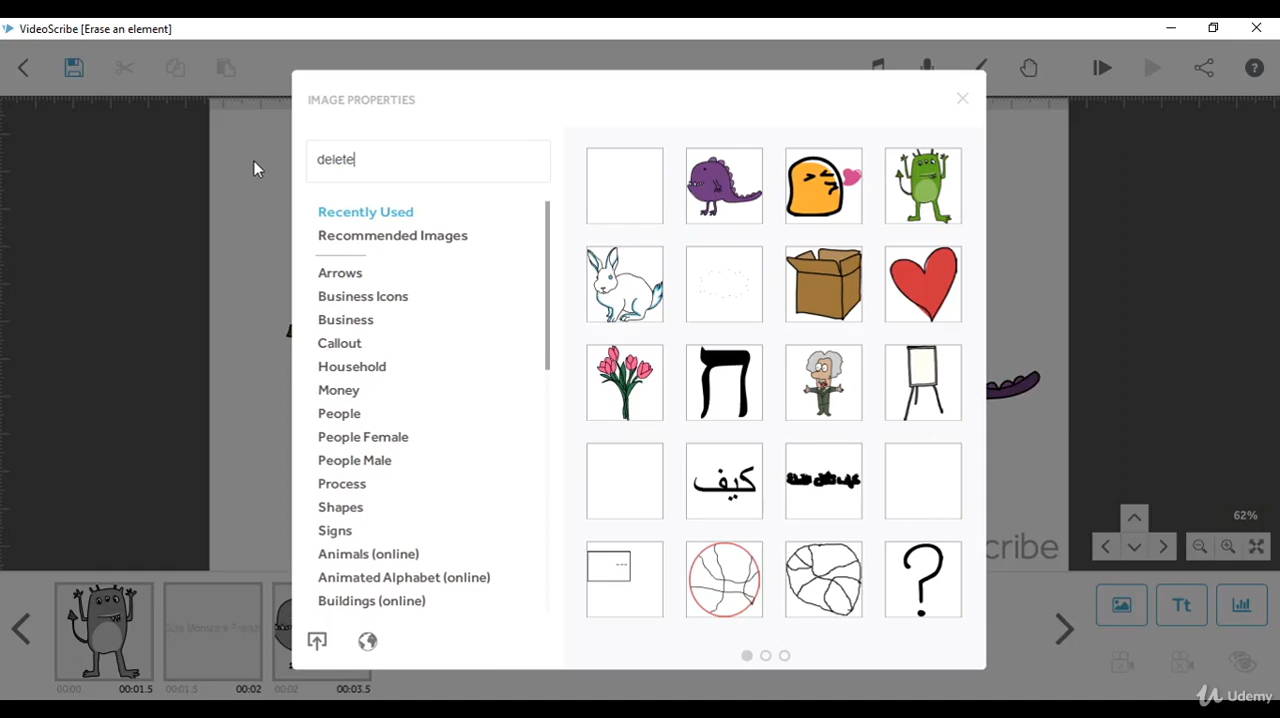 VideoScribe [Erase an element]
IMAGE PROPERTIES
delete
Recently Used
Recommended Images
Arrows
Business Icons
Business
Callout
Household
Money
People
People Female
People Male
Process
Shapes
Signs
Animals (online)
Animated Alphabet (online)
Buildings (online)
ח
كيف
?
62%
cribe
Tt
00:00 00:01.5
00:01.5 00:02
00:02 00:03.5
Udemy